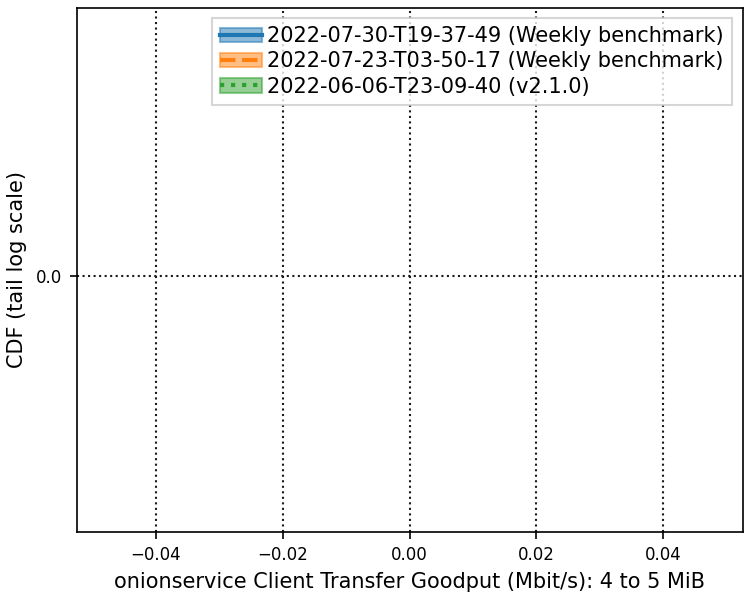 2022-07-30-T19-37-49 (Weekly benchmark)
2022-07-23-T03-50-17 (Weekly benchmark)
2022-06-06-T23-09-40 (v2.1.0)
CDF (tail log scale)
0.0
−0.04 −0.02 0.00 0.02 0.04
onionservice Client Transfer Goodput (Mbit/s): 4 to 5 MiB